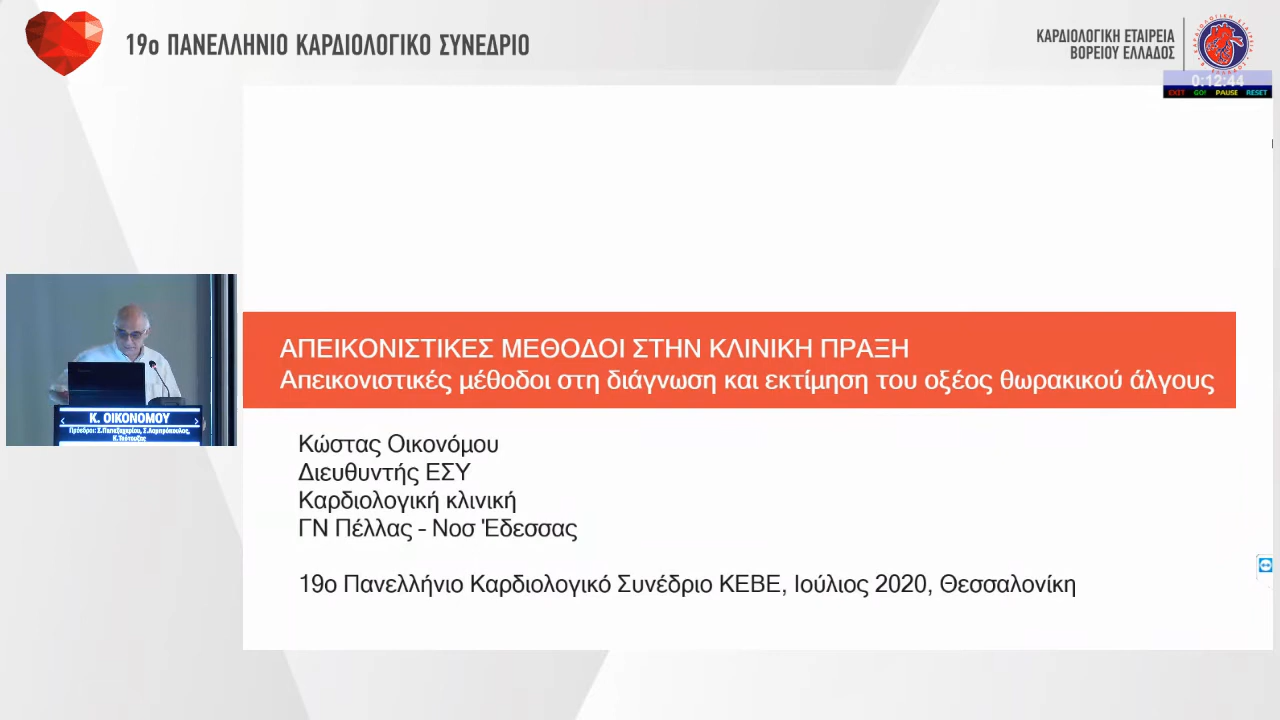 19ο ΠΑΝΕΛΛΗΝΙΟ ΚΑΡΔΙΟΛΟΓΙΚΟ ΣΥΝΕΔΡΙΟ
ΚΑΡΔΙΟΛΟΓΙΚΗ ΕΤΑΙΡΕΙΑ
ΒΟΡΕΙΟΥ ΕΛΛΑΔΟΣ
0:12:44
EXIT GO! PAUSE RESET
ΑΠΕΙΚΟΝΙΣΤΙΚΕΣ ΜΕΘΟΔΟΙ ΣΤΗΝ ΚΛΙΝΙΚΗ ΠΡΑΞΗ
Απεικονιστικές μέθοδοι στη διάγνωση και εκτίμηση του οξέος θωρακικού άλγους
Κ. ΟΙΚΟΝΟΜΟΥ
Κώστας Οικονόμου
Διευθυντής ΕΣΥ
Καρδιολογική κλινική
ΓΝ Πέλλας - Νοσ Έδεσσας
19ο Πανελλήνιο Καρδιολογικό Συνέδριο ΚΕΒΕ, Ιούλιος 2020, Θεσσαλονίκη